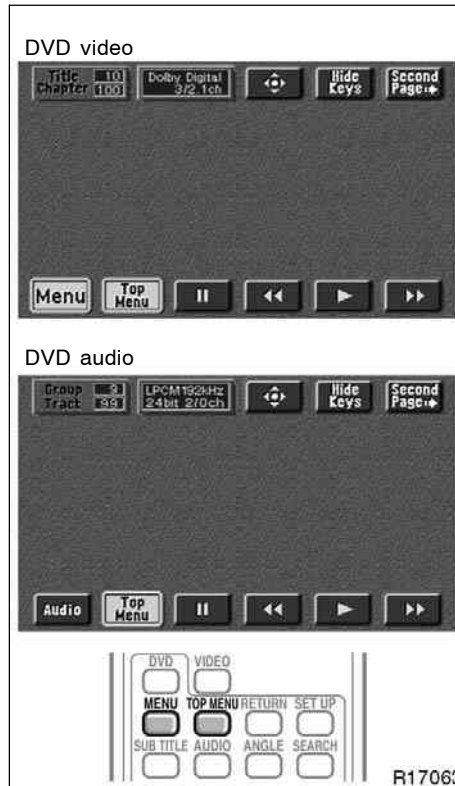 DVD video
Title 10 Dolby Digital Hide Second
Chapter 100 3/2.1ch Keys Page
Menu Top
Menu
DVD audio
Group LPCM192kHz Hide Second
Track 99 24bit 2/0ch Keys Page
Audio Top
Menu
DVD VIDEO
MENU TOP MENU RETURN SET UP
SUB TITLE AUDIO ANGLE SEARCH
R17063